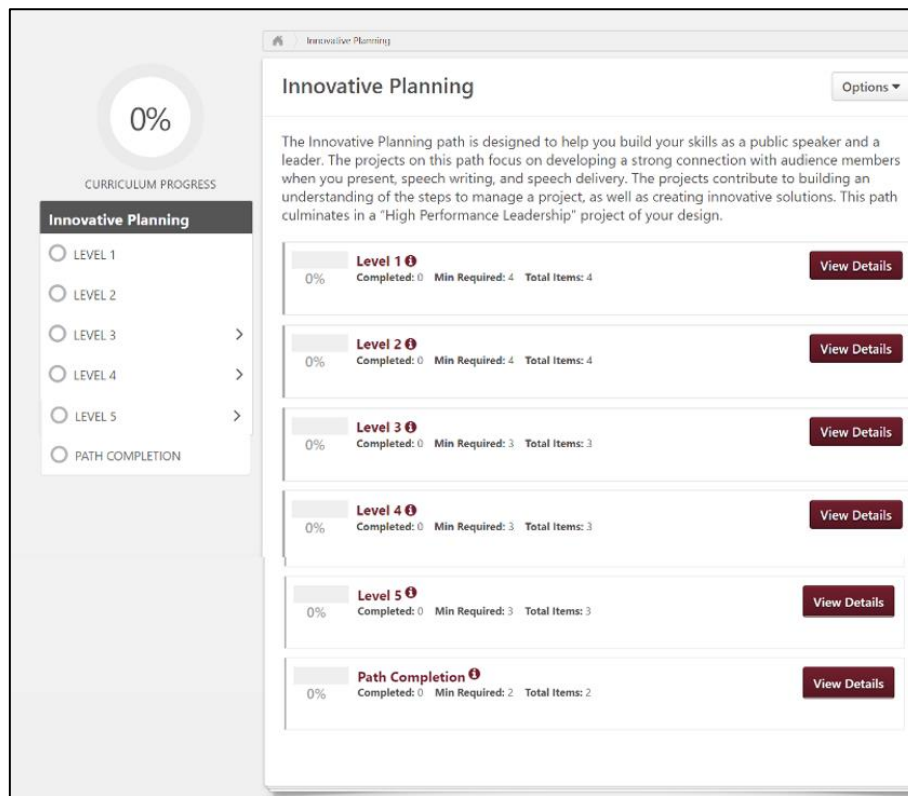 Innovative Planning
0%
CURRICULUM PROGRESS
Innovative Planning
LEVEL 1
LEVEL 2
LEVEL 3
LEVEL 4
LEVEL 5
PATH COMPLETION
Innovative Planning
Options
The Innovative Planning path is designed to help you build your skills as a public speaker and a
leader. The projects on this path focus on developing a strong connection with audience members
when you present, speech writing, and speech delivery. The projects contribute to building an
understanding of the steps to manage a project, as well as creating innovative solutions. This path
culminates in a "High Performance Leadership" project of your design.
Level 1
0% Completed: 0 Min Required: 4 Total Items: 4
View Details
Level 2
0% Completed: 0 Min Required: 4 Total Items: 4
View Details
Level 3
0% Completed: 0 Min Required: 3 Total Items: 3
View Details
Level 4
0% Completed: 0 Min Required: 3 Total Items: 3
View Details
Level 5
0% Completed: 0 Min Required: 3 Total Items: 3
View Details
Path Completion
0% Completed: 0 Min Required: 2 Total Items: 2
View Details